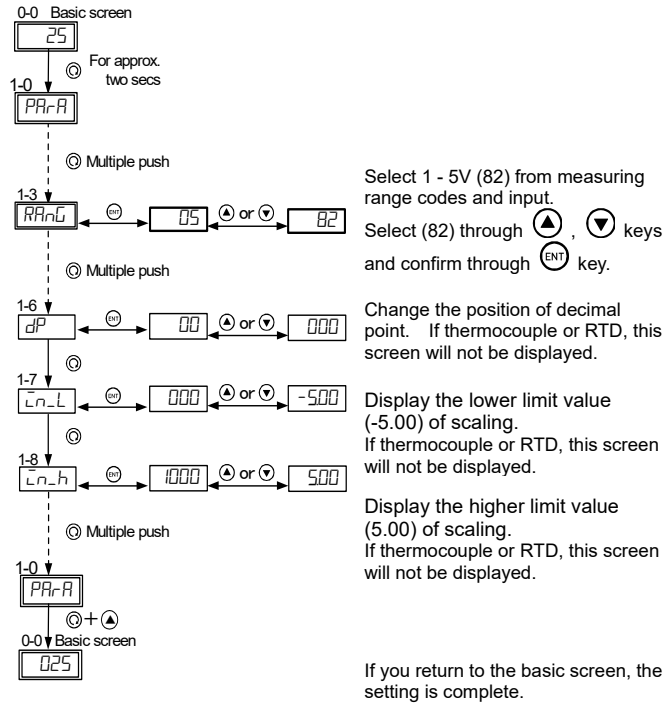 0-0 Basic screen
25
For approx.
two secs
1-0
PArA
Multiple push
1-3
RAnG ENT 05 or 82
Select 1 - 5V (82) from measuring
range codes and input.
Select (82) through , keys
and confirm through ENT key.
Multiple push
1-6
dP ENT 00 or 000
Change the position of decimal
point. If thermocouple or RTD, this
screen will not be displayed.
1-7
in_L ENT 000 or -5.00
Display the lower limit value
(-5.00) of scaling.
If thermocouple or RTD, this screen
will not be displayed.
1-8
in_h ENT 1000 or 5.00
Display the higher limit value
(5.00) of scaling.
If thermocouple or RTD, this screen
will not be displayed.
Multiple push
1-0
PArA
+
0-0 Basic screen
025
If you return to the basic screen, the
setting is complete.